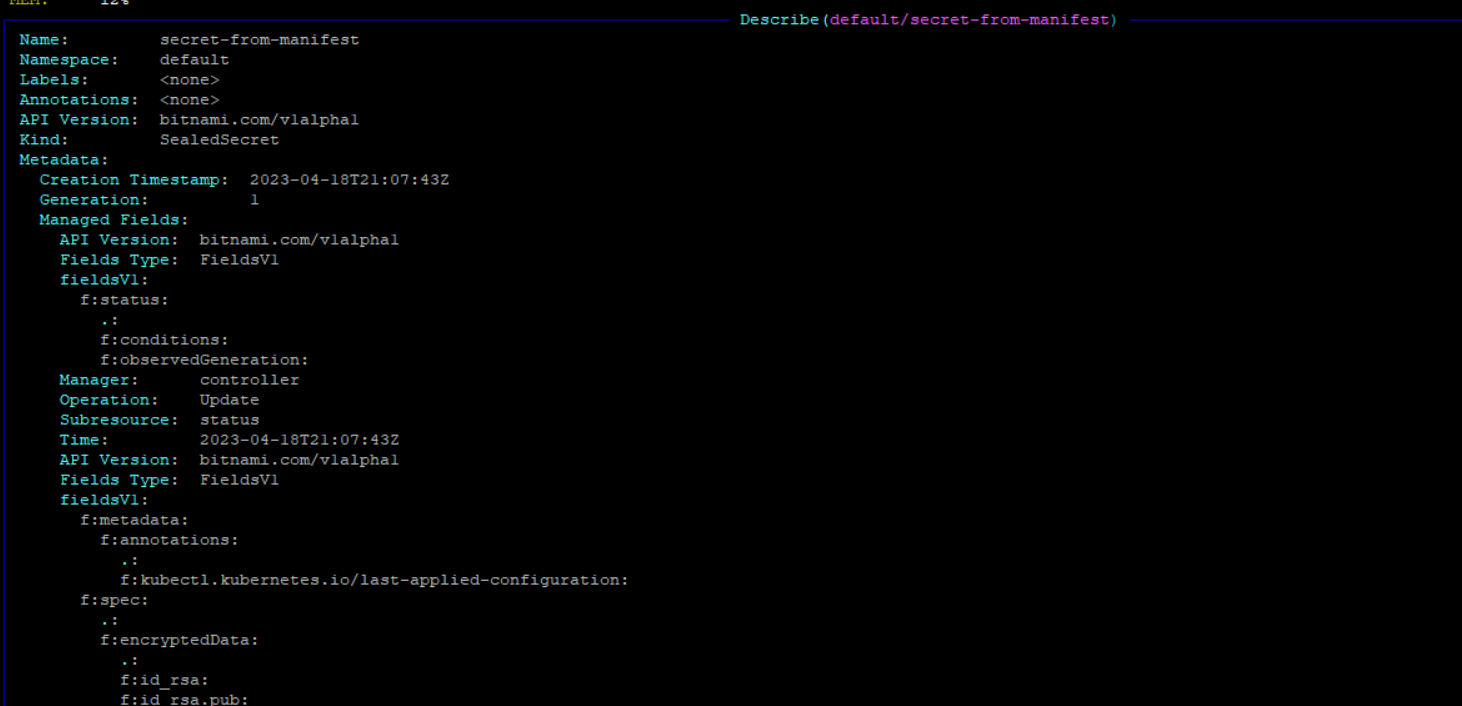 MEM: 12%
Describe(default/secret-from-manifest)
Name: secret-from-manifest
Namespace: default
Labels: <none>
Annotations: <none>
API Version: bitnami.com/v1alpha1
Kind: SealedSecret
Metadata:
Creation Timestamp: 2023-04-18T21:07:43Z
Generation: 1
Managed Fields:
API Version: bitnami.com/v1alpha1
Fields Type: FieldsV1
fieldsV1:
f:status:
.:
f:conditions:
f:observedGeneration:
Manager: controller
Operation: Update
Subresource: status
Time: 2023-04-18T21:07:43Z
API Version: bitnami.com/v1alpha1
Fields Type: FieldsV1
fieldsV1:
f:metadata:
f:annotations:
.:
f:kubectl.kubernetes.io/last-applied-configuration:
f:spec:
.:
f:encryptedData:
.:
f:id_rsa:
f:id_rsa.pub: